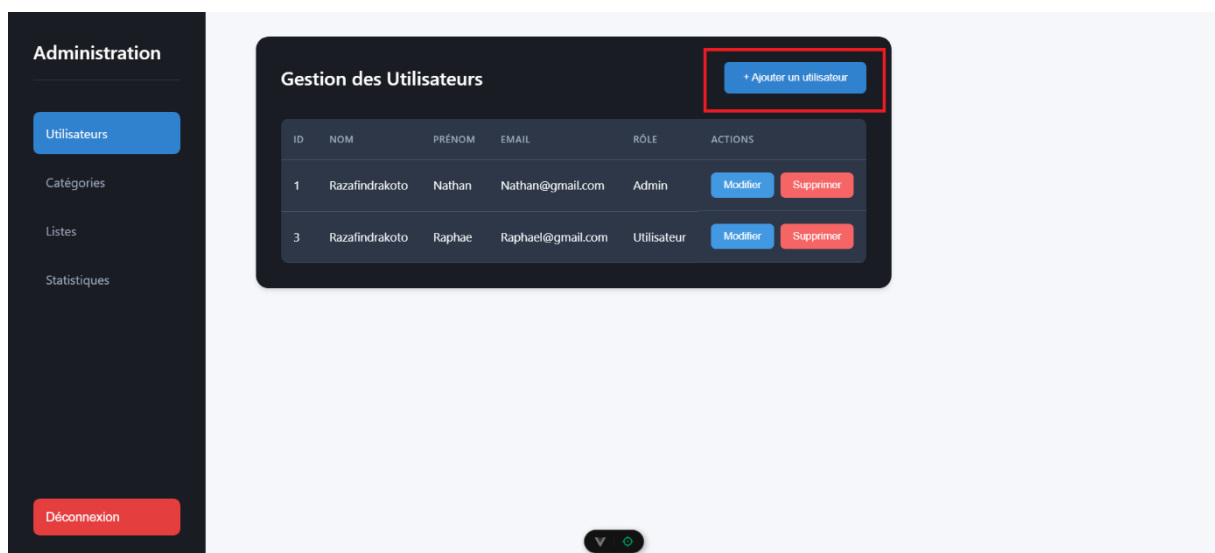 Administration
Utilisateurs
Catégories
Listes
Statistiques
Déconnexion
Gestion des Utilisateurs
+ Ajouter un utilisateur
ID NOM PRÉNOM EMAIL RÔLE ACTIONS
1 Razafindrakoto Nathan Nathan@gmail.com Admin Modifier Supprimer
3 Razafindrakoto Raphae Raphael@gmail.com Utilisateur Modifier Supprimer